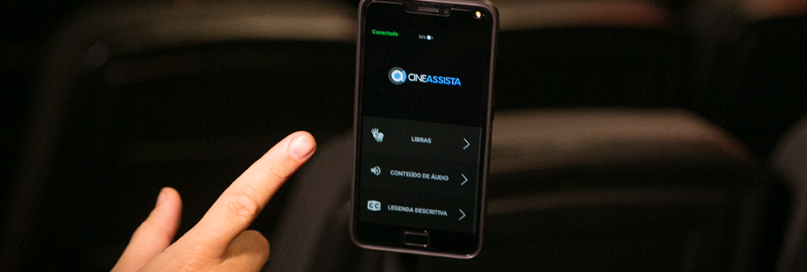 Conectado
CINEASSISTA
LIBRAS
CONTEÚDO DE ÁUDIO
CC
LEGENDA DESCRITIVA